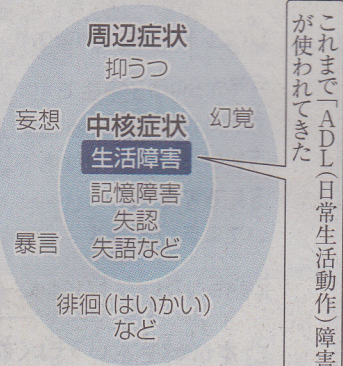 周辺症状
抑うつ
妄想
幻覚
中核症状
生活障害
記憶障害
失認
失語など
暴言
徘徊(はいかい)
など
これまで「ADL(日常生活動作)障害
が使われてきた